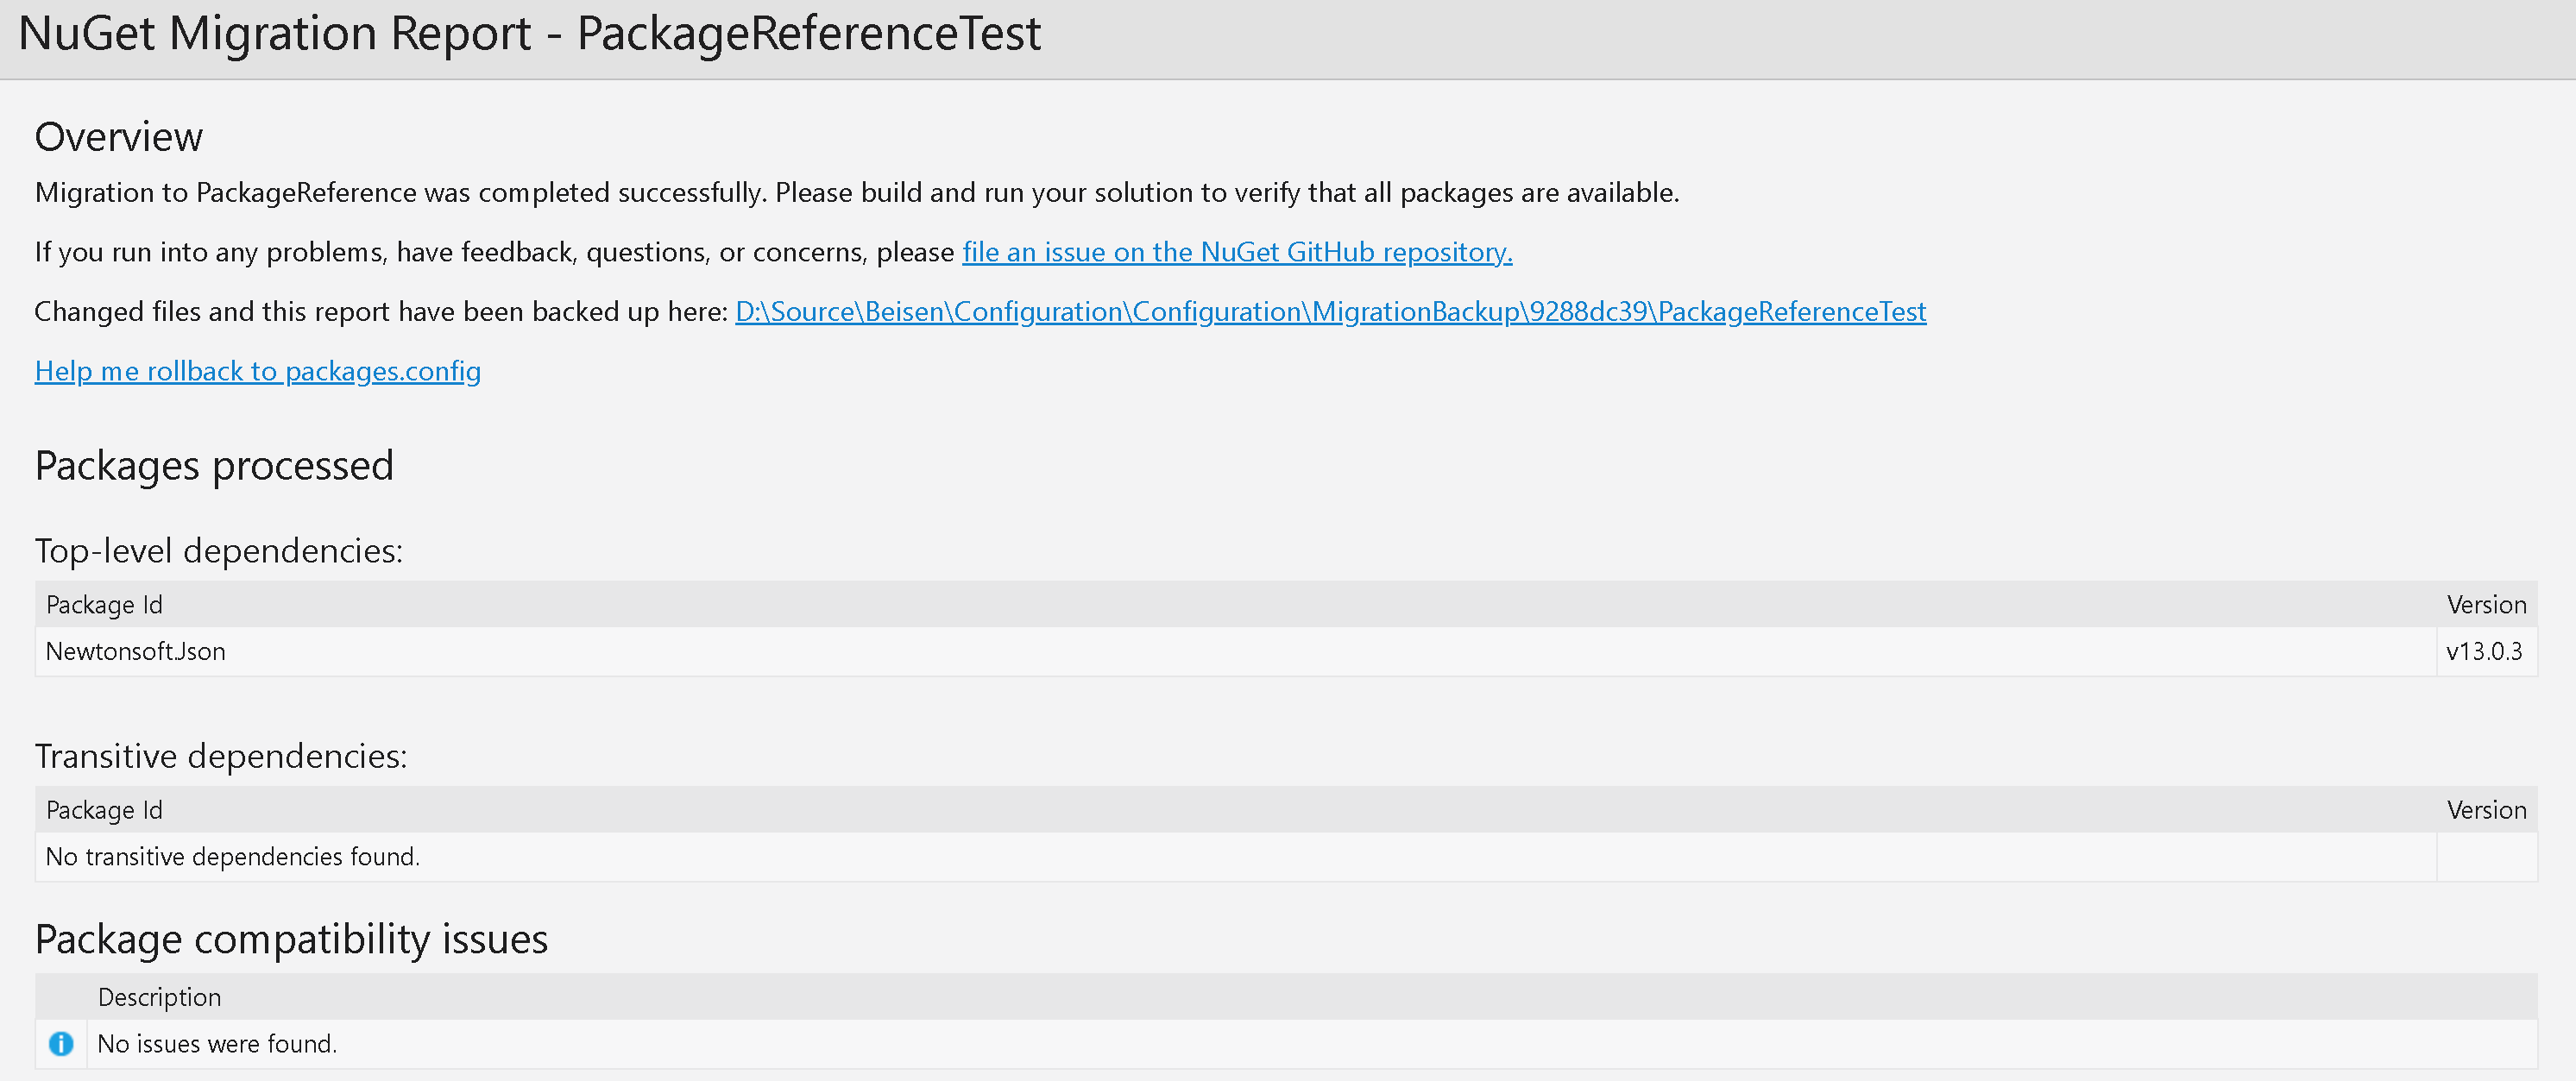 NuGet Migration Report - PackageReferenceTest
Overview
Migration to PackageReference was completed successfully. Please build and run your solution to verify that all packages are available.
If you run into any problems, have feedback, questions, or concerns, please file an issue on the NuGet GitHub repository.
Changed files and this report have been backed up here: D:\Source\Beisen\Configuration\Configuration\MigrationBackup\9288dc39\PackageReferenceTest
Help me rollback to packages.config
Packages processed
Top-level dependencies:
Package Id Version
Newtonsoft.Json v13.0.3
Transitive dependencies:
Package Id Version
No transitive dependencies found.
Package compatibility issues
Description
No issues were found.